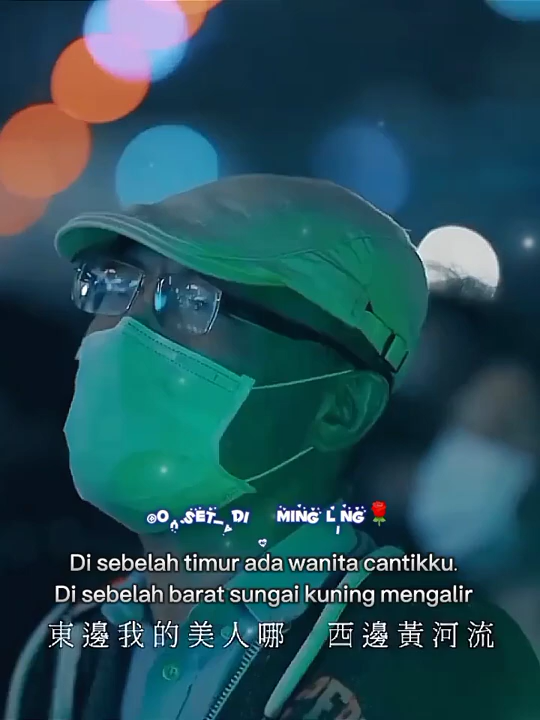 Di sebelah timur ada wanita cantikku.
Di sebelah barat sungai kuning mengalir
東邊我的美人哪 西邊黃河流